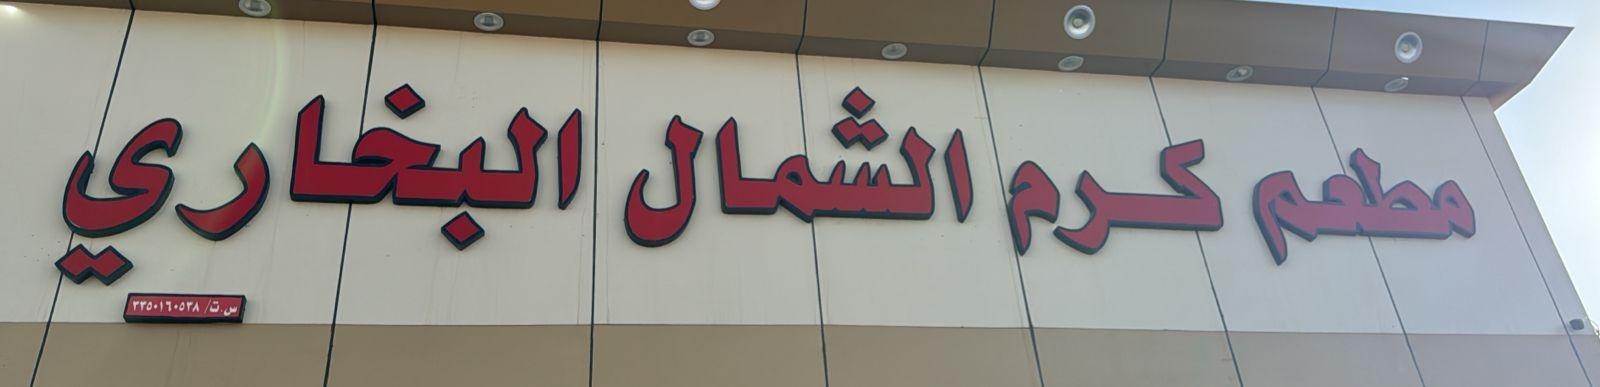 مطعم كرم الشمال البخاري
س.ت/ ٣٣٥٠١٦٠٥٣٨